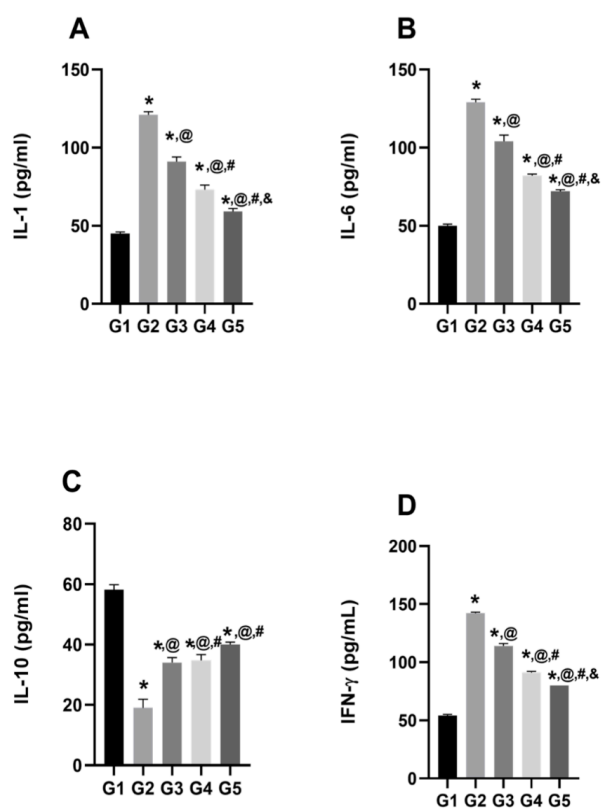 A
IL-1 (pg/ml)
150
100
50
0
*
*,@
*,@,#
*,@,#,&
G1 G2 G3 G4 G5
B
IL-6 (pg/ml)
150
100
50
0
*
*,@
*,@,#
*,@,#,&
G1 G2 G3 G4 G5
C
IL-10 (pg/ml)
80
60
40
20
0
*
*,@
*,@,#
*,@,#
G1 G2 G3 G4 G5
D
IFN-γ (pg/mL)
200
150
100
50
0
*
*,@
*,@,#
*,@,#,&
G1 G2 G3 G4 G5